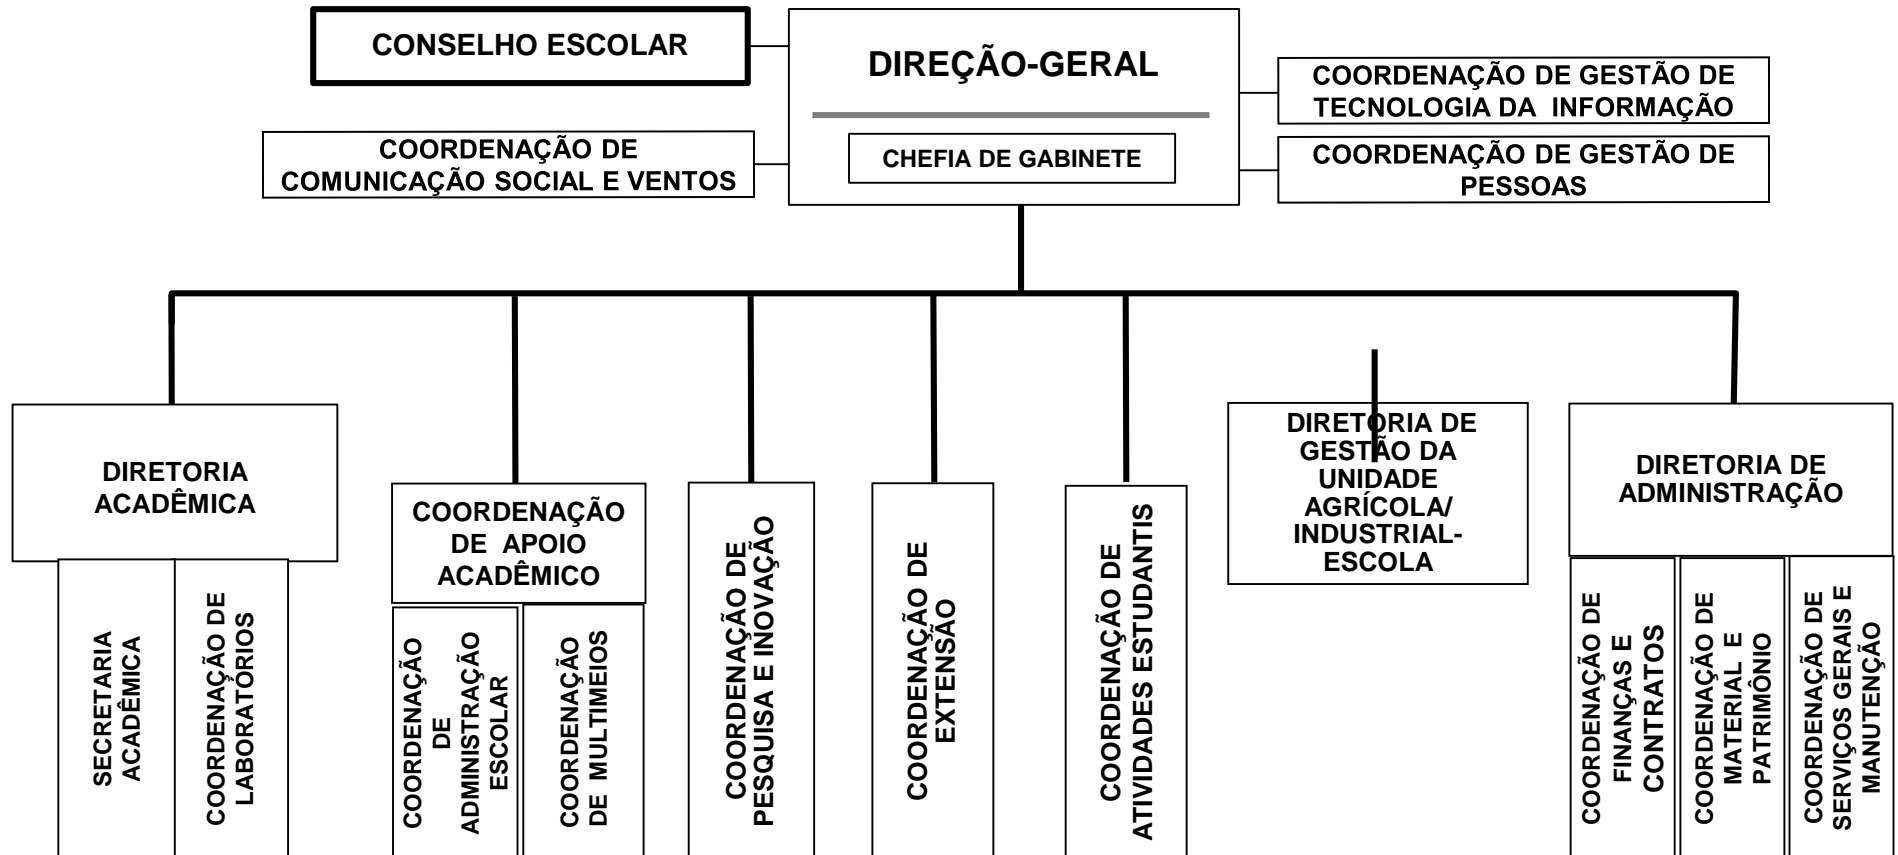 CONSELHO ESCOLAR
DIREÇÃO-GERAL
CHEFIA DE GABINETE
COORDENAÇÃO DE GESTÃO DE
TECNOLOGIA DA INFORMAÇÃO
COORDENAÇÃO DE
COMUNICAÇÃO SOCIAL E VENTOS
COORDENAÇÃO DE GESTÃO DE
PESSOAS
DIRETORIA
ACADÊMICA
SECRETARIA
ACADÊMICA
COORDENAÇÃO DE
LABORATÓRIOS
COORDENAÇÃO
DE APOIO
ACADÊMICO
COORDENAÇÃO
DE
ADMINISTRAÇÃO
ESCOLAR
COORDENAÇÃO
DE MULTIMEIOS
COORDENAÇÃO DE
PESQUISA E INOVAÇÃO
COORDENAÇÃO DE
EXTENSÃO
COORDENAÇÃO DE
ATIVIDADES ESTUDANTIS
DIRETORIA DE
GESTÃO DA
UNIDADE
AGRÍCOLA/
INDUSTRIAL-
ESCOLA
DIRETORIA DE
ADMINISTRAÇÃO
COORDENAÇÃO DE
FINANÇAS E
CONTRATOS
COORDENAÇÃO DE
MATERIAL E
PATRIMÔNIO
COORDENAÇÃO DE
SERVIÇOS GERAIS E
MANUTENÇÃO